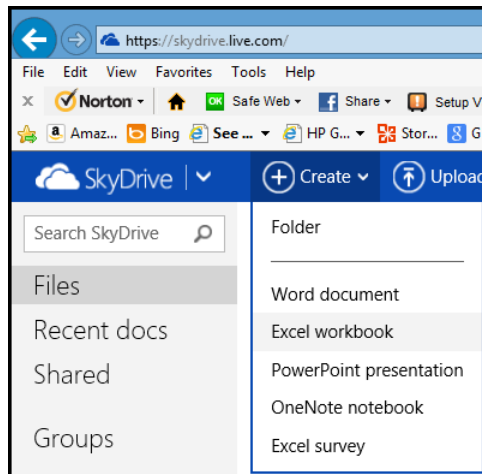 https://skydrive.live.com/
File Edit View Favorites Tools Help
x Norton OK Safe Web f Share Setup V
a Amaz... b Bing See ... HP G... Stor... 8 G
SkyDrive Create Upload
Search SkyDrive
Files
Recent docs
Shared
Groups
Folder
Word document
Excel workbook
PowerPoint presentation
OneNote notebook
Excel survey